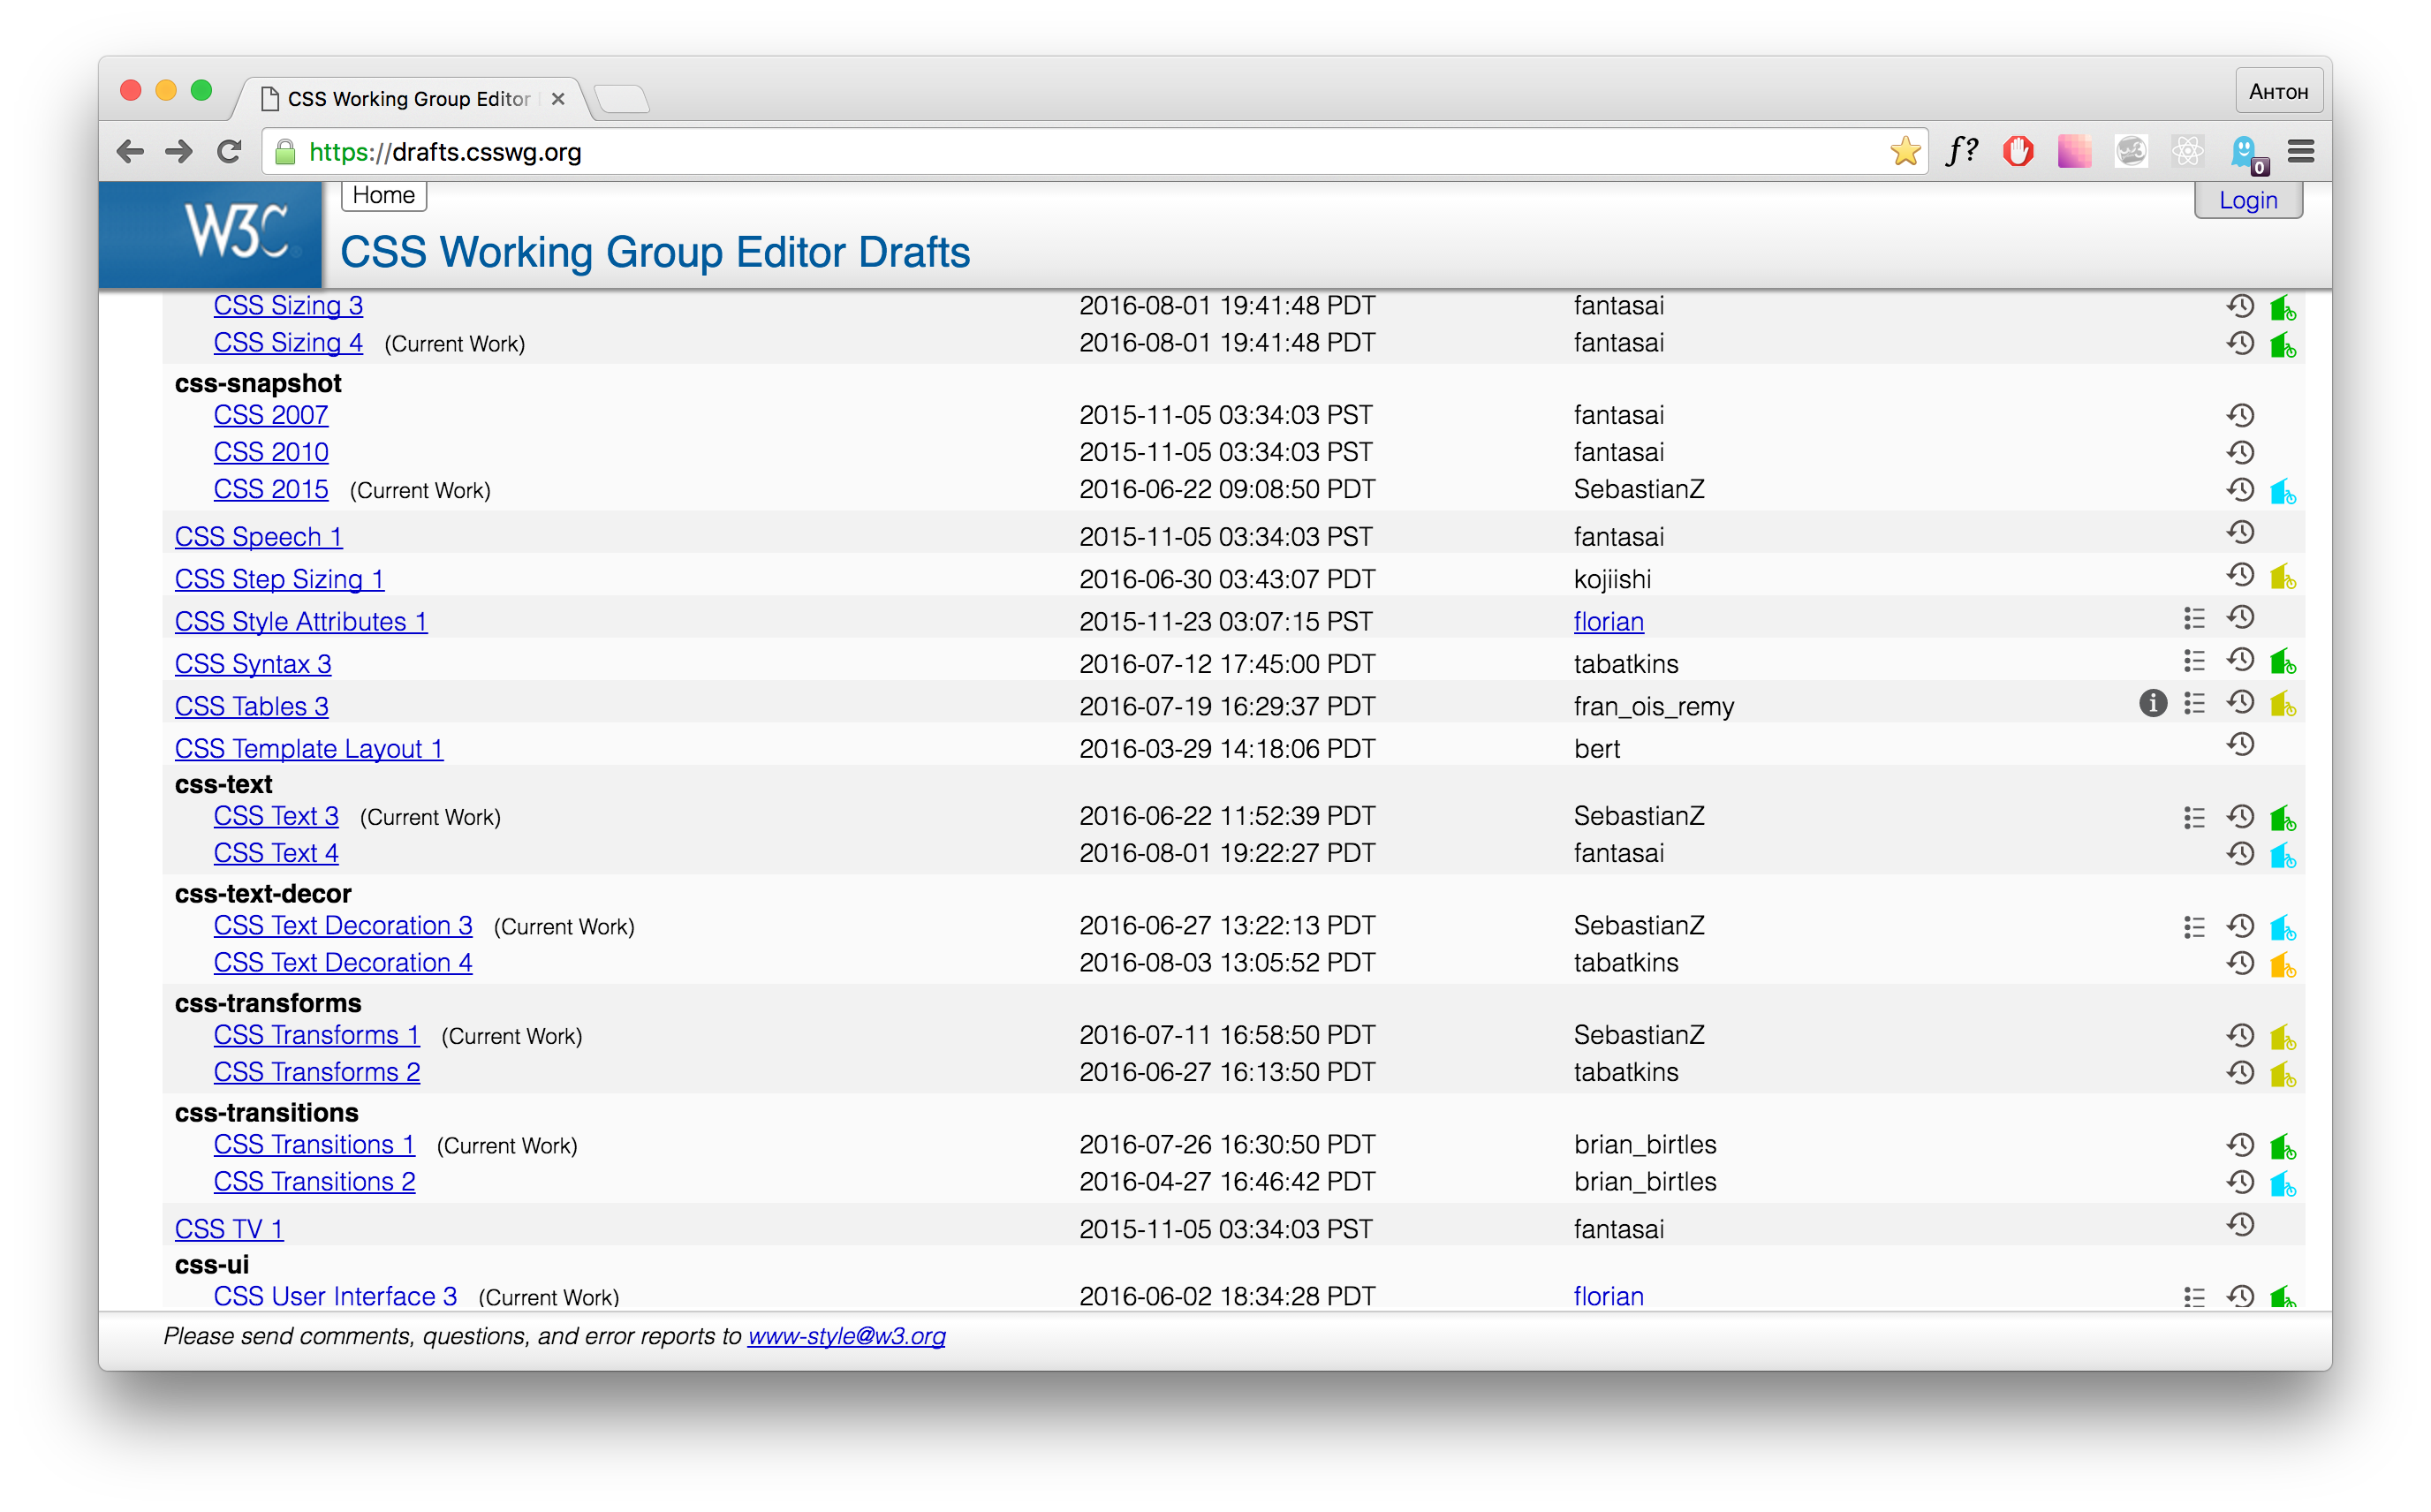 CSS Working Group Editor
Антон
https://drafts.csswg.org
f?
0
W3C
Home
Login
CSS Working Group Editor Drafts
CSS Sizing 3 2016-08-01 19:41:48 PDT fantasai
CSS Sizing 4 (Current Work) 2016-08-01 19:41:48 PDT fantasai
css-snapshot
CSS 2007 2015-11-05 03:34:03 PST fantasai
CSS 2010 2015-11-05 03:34:03 PST fantasai
CSS 2015 (Current Work) 2016-06-22 09:08:50 PDT SebastianZ
CSS Speech 1 2015-11-05 03:34:03 PST fantasai
CSS Step Sizing 1 2016-06-30 03:43:07 PDT kojiishi
CSS Style Attributes 1 2015-11-23 03:07:15 PST florian
CSS Syntax 3 2016-07-12 17:45:00 PDT tabatkins
CSS Tables 3 2016-07-19 16:29:37 PDT fran_ois_remy
CSS Template Layout 1 2016-03-29 14:18:06 PDT bert
css-text
CSS Text 3 (Current Work) 2016-06-22 11:52:39 PDT SebastianZ
CSS Text 4 2016-08-01 19:22:27 PDT fantasai
css-text-decor
CSS Text Decoration 3 (Current Work) 2016-06-27 13:22:13 PDT SebastianZ
CSS Text Decoration 4 2016-08-03 13:05:52 PDT tabatkins
css-transforms
CSS Transforms 1 (Current Work) 2016-07-11 16:58:50 PDT SebastianZ
CSS Transforms 2 2016-06-27 16:13:50 PDT tabatkins
css-transitions
CSS Transitions 1 (Current Work) 2016-07-26 16:30:50 PDT brian_birtles
CSS Transitions 2 2016-04-27 16:46:42 PDT brian_birtles
CSS TV 1 2015-11-05 03:34:03 PST fantasai
css-ui
CSS User Interface 3 (Current Work) 2016-06-02 18:34:28 PDT florian
Please send comments, questions, and error reports to www-style@w3.org